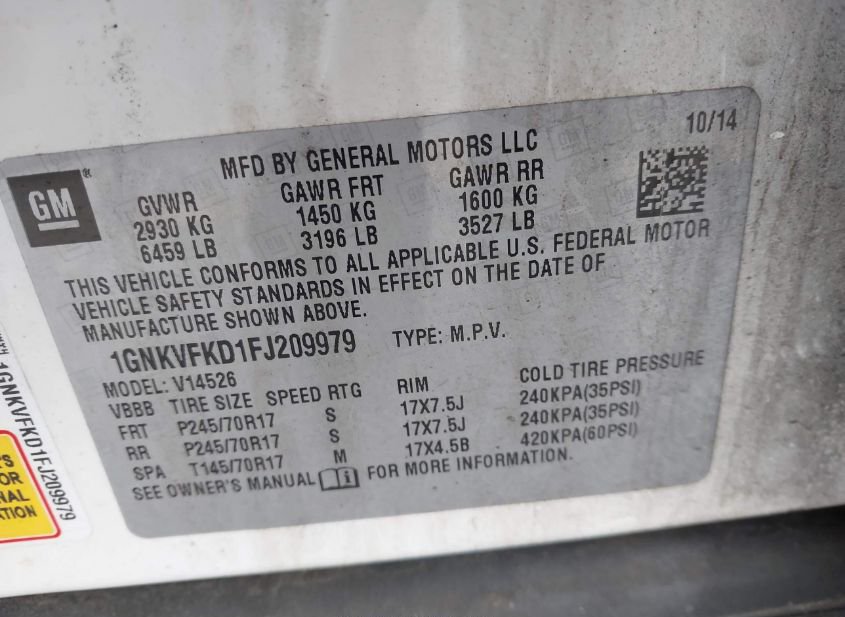 10/14
MFD BY GENERAL MOTORS LLC
GM
GVWR GAWR FRT GAWR RR
2930 KG 1450 KG 1600 KG
6459 LB 3196 LB 3527 LB
THIS VEHICLE CONFORMS TO ALL APPLICABLE U.S. FEDERAL MOTOR
VEHICLE SAFETY STANDARDS IN EFFECT ON THE DATE OF
MANUFACTURE SHOWN ABOVE.
1GNKVFKD1FJ209979 TYPE: M.P.V.
MODEL: V14526
VBBB TIRE SIZE SPEED RTG RIM COLD TIRE PRESSURE
FRT P245/70R17 S 17X7.5J 240KPA(35PSI)
RR P245/70R17 S 17X7.5J 240KPA(35PSI)
SPA T145/70R17 M 17X4.5B 420KPA(60PSI)
SEE OWNER'S MANUAL FOR MORE INFORMATION.
1GNKVFKD1FJ209979